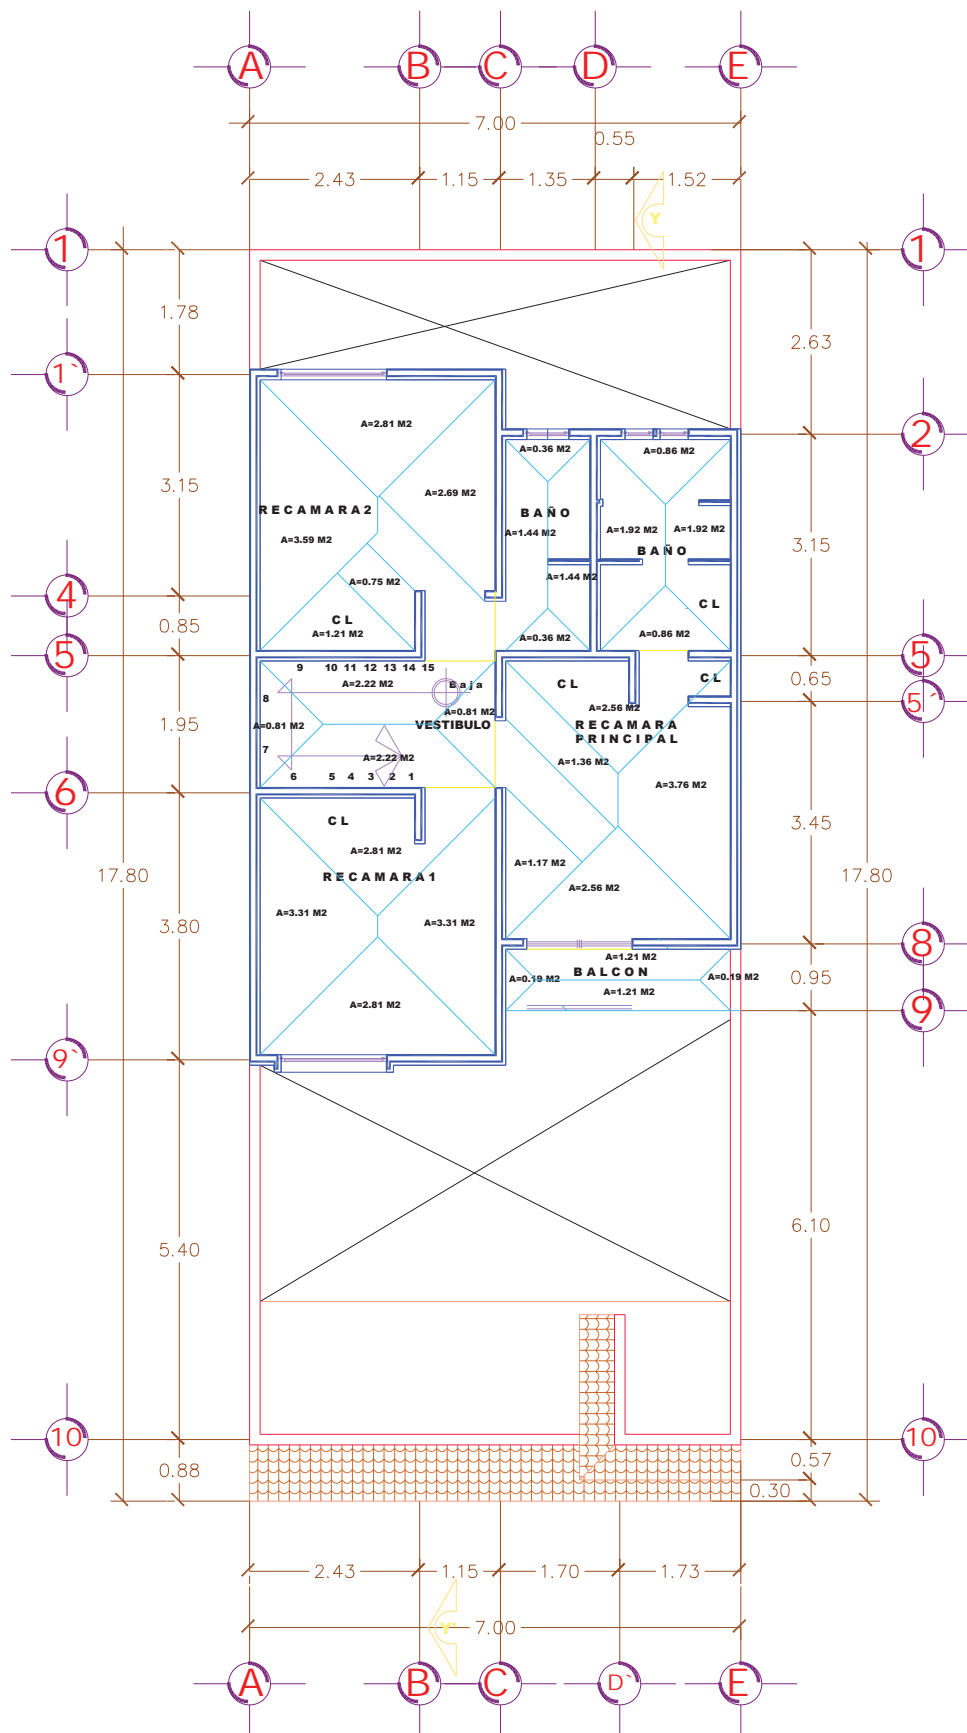 A B C D E
7.00
0.55
2.43 1.15 1.35 1.52
Y
1 1
1.78
2.63
1`
A=2.81 M2
2
A=0.36 M2 A=0.86 M2
3.15
A=2.69 M2
RECAMARA2
BAÑO
A=1.44 M2 A=1.92 M2 A=1.92 M2
A=3.59 M2
BAÑO
3.15
A=0.75 M2
A=1.44 M2
4
CL
CL
0.85
A=1.21 M2
A=0.36 M2
A=0.86 M2
5 5
9 10 11 12 13 14 15
A=2.22 M2
Baja
CL
CL
0.65
8
5`
A=0.81 M2
A=0.81 M2
A=2.56 M2
1.95
VESTIBULO
RECAMARA
PRINCIPAL
7
A=2.22 M2
A=1.36 M2
6 5 4 3 2 1
A=3.76 M2
6
CL
3.45
A=2.81 M2
A=1.17 M2
17.80
RECAMARA1
17.80
A=2.56 M2
A=3.31 M2
A=3.31 M2
3.80
8
A=1.21 M2
BALCON
A=0.19 M2
A=0.19 M2
0.95
A=1.21 M2
A=2.81 M2
9
9`
6.10
5.40
10 10
0.57
0.88
0.30
2.43 1.15 1.70 1.73
Y'
7.00
A B C D` E